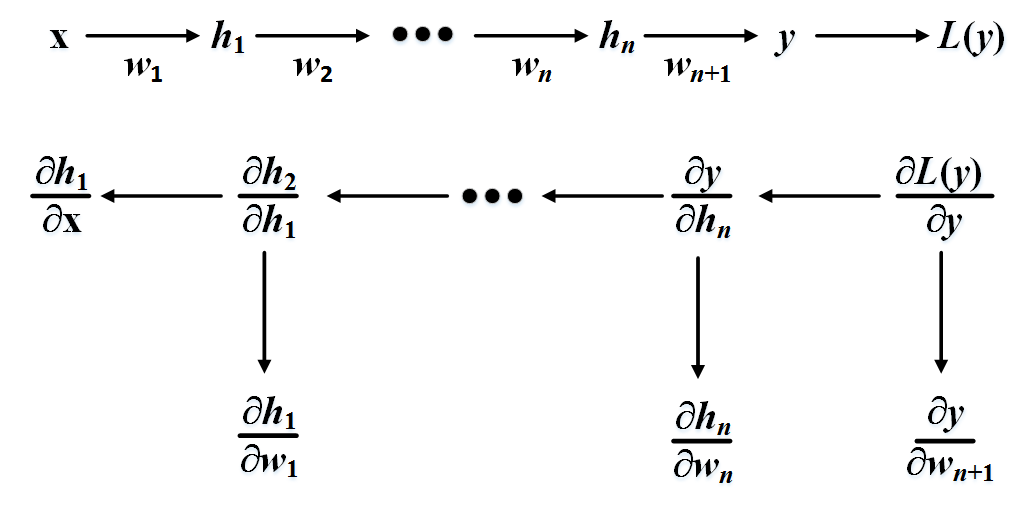 x → h₁ → ••• → hₙ → y → L(y)
w₁ w₂ wₙ wₙ₊₁
∂h₁/∂x ← ∂h₂/∂h₁ ← ••• ← ∂y/∂hₙ ← ∂L(y)/∂y
∂h₁/∂w₁ ∂hₙ/∂wₙ ∂y/∂wₙ₊₁